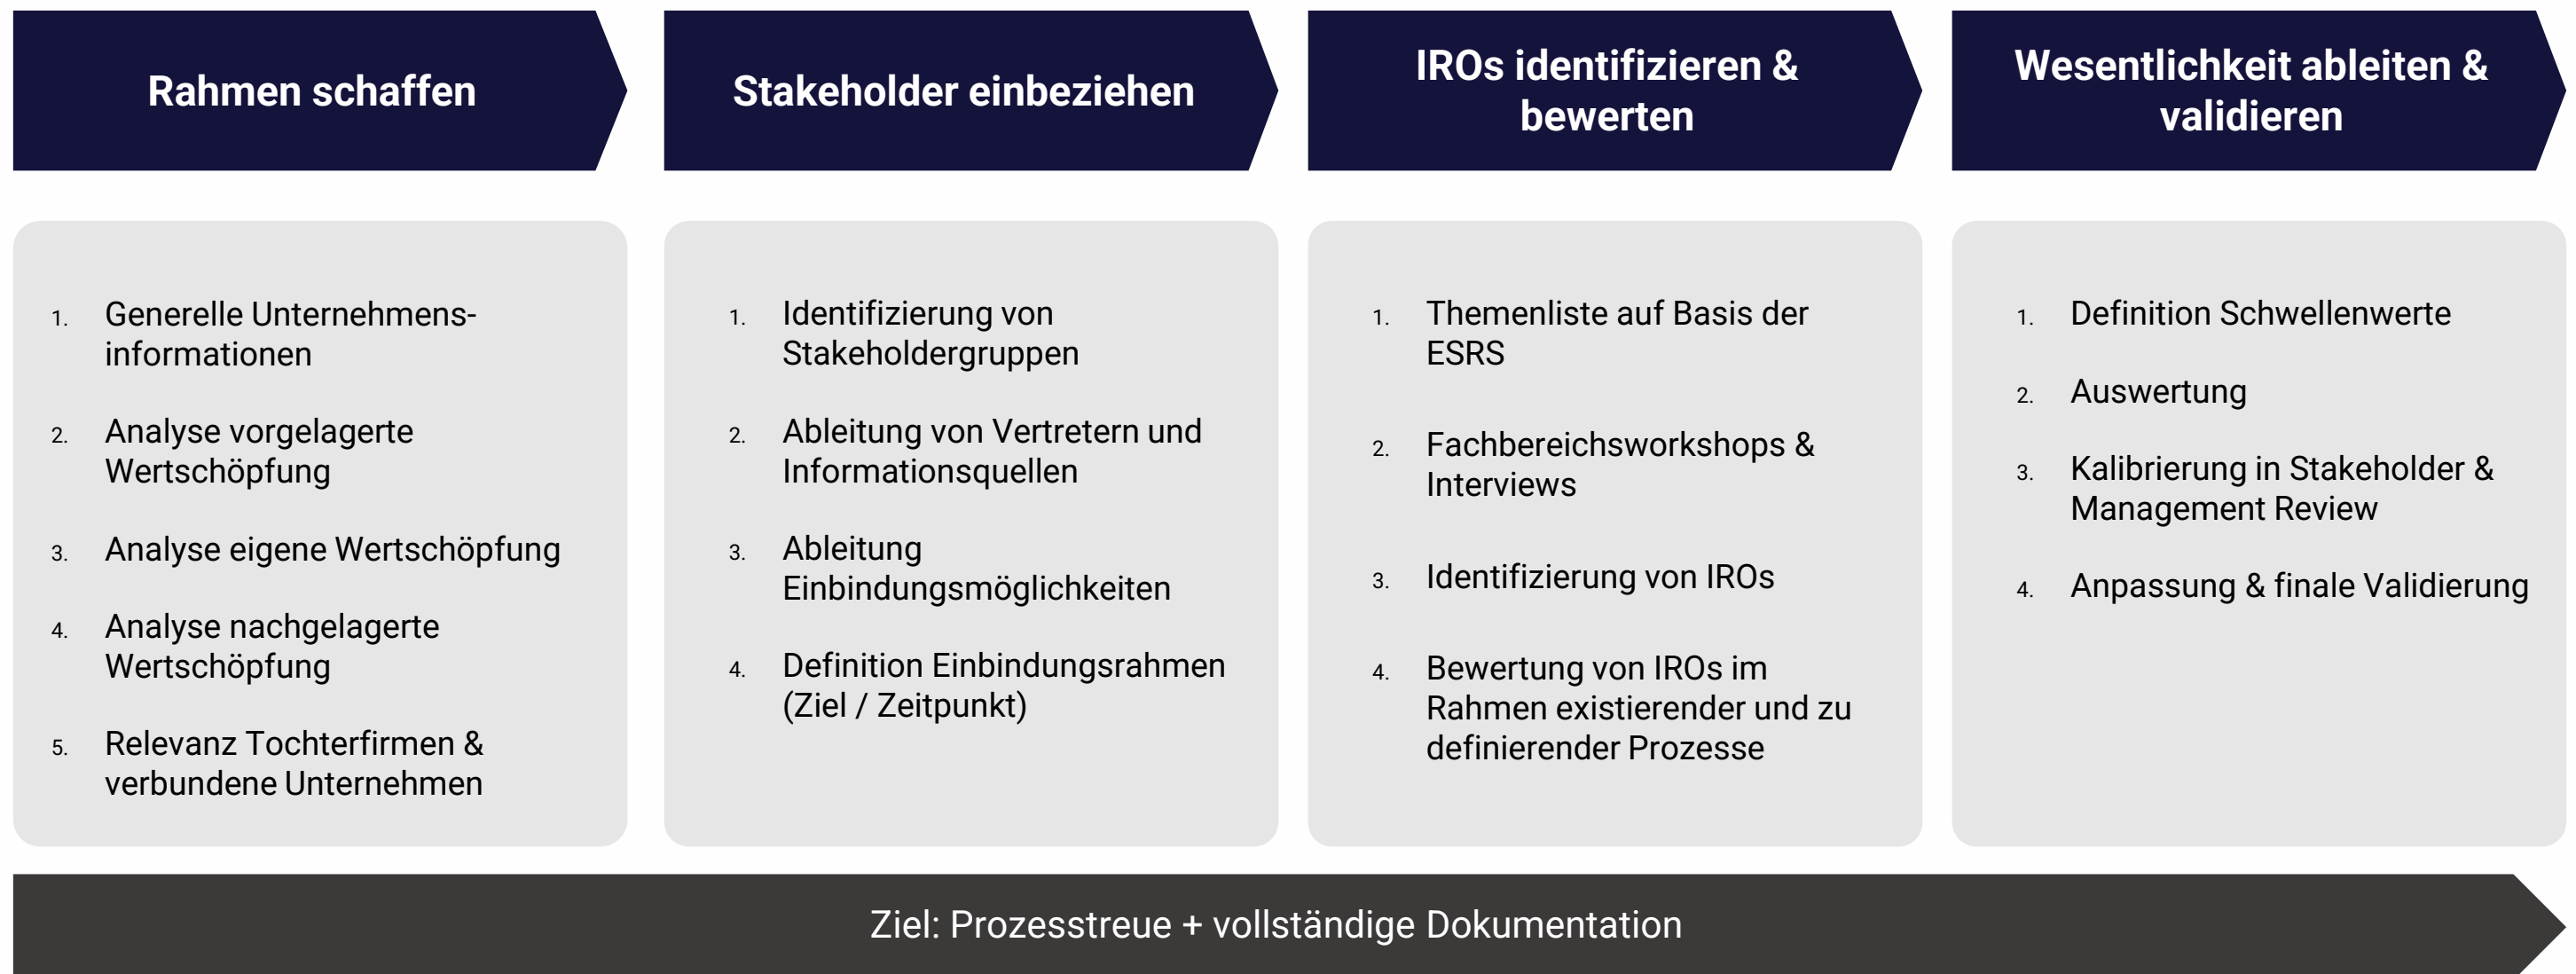 Rahmen schaffen
Stakeholder einbeziehen
IROs identifizieren &
bewerten
Wesentlichkeit ableiten &
validieren
1. Generelle Unternehmens-
informationen
2. Analyse vorgelagerte
Wertschöpfung
3. Analyse eigene Wertschöpfung
4. Analyse nachgelagerte
Wertschöpfung
5. Relevanz Tochterfirmen &
verbundene Unternehmen
1. Identifizierung von
Stakeholdergruppen
2. Ableitung von Vertretern und
Informationsquellen
3. Ableitung
Einbindungsmöglichkeiten
4. Definition Einbindungsrahmen
(Ziel / Zeitpunkt)
1. Themenliste auf Basis der
ESRS
2. Fachbereichsworkshops &
Interviews
3. Identifizierung von IROs
4. Bewertung von IROs im
Rahmen existierender und zu
definierender Prozesse
1. Definition Schwellenwerte
2. Auswertung
3. Kalibrierung in Stakeholder &
Management Review
4. Anpassung & finale Validierung
Ziel: Prozesstreue + vollständige Dokumentation